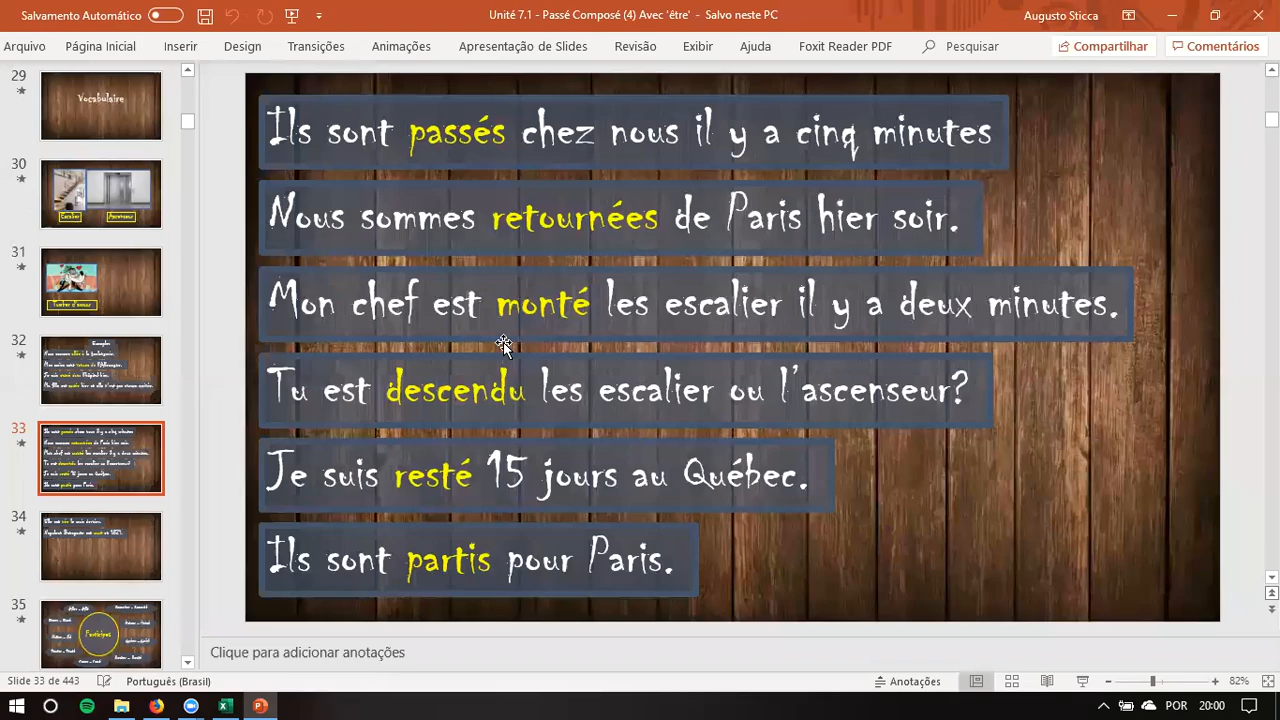 Salvamento Automático
Unité 7.1 - Passé Composé (4) Avec 'être' - Salvo neste PC
Augusto Sticca
Arquivo Página Inicial Inserir Design Transições Animações Apresentação de Slides Revisão Exibir Ajuda Foxit Reader PDF Pesquisar Compartilhar Comentários
29
Vocabulaire
30
Escalier Ascenseur
31
32
Exemples
33
34
35
Participes
Ils sont passés chez nous il y a cinq minutes
Nous sommes retournées de Paris hier soir.
Mon chef est monté les escalier il y a deux minutes.
Tu est descendu les escalier ou l'ascenseur?
Je suis resté 15 jours au Québec.
Ils sont partis pour Paris.
Clique para adicionar anotações
Slide 33 de 443 Português (Brasil) Anotações 82%
POR 20:00